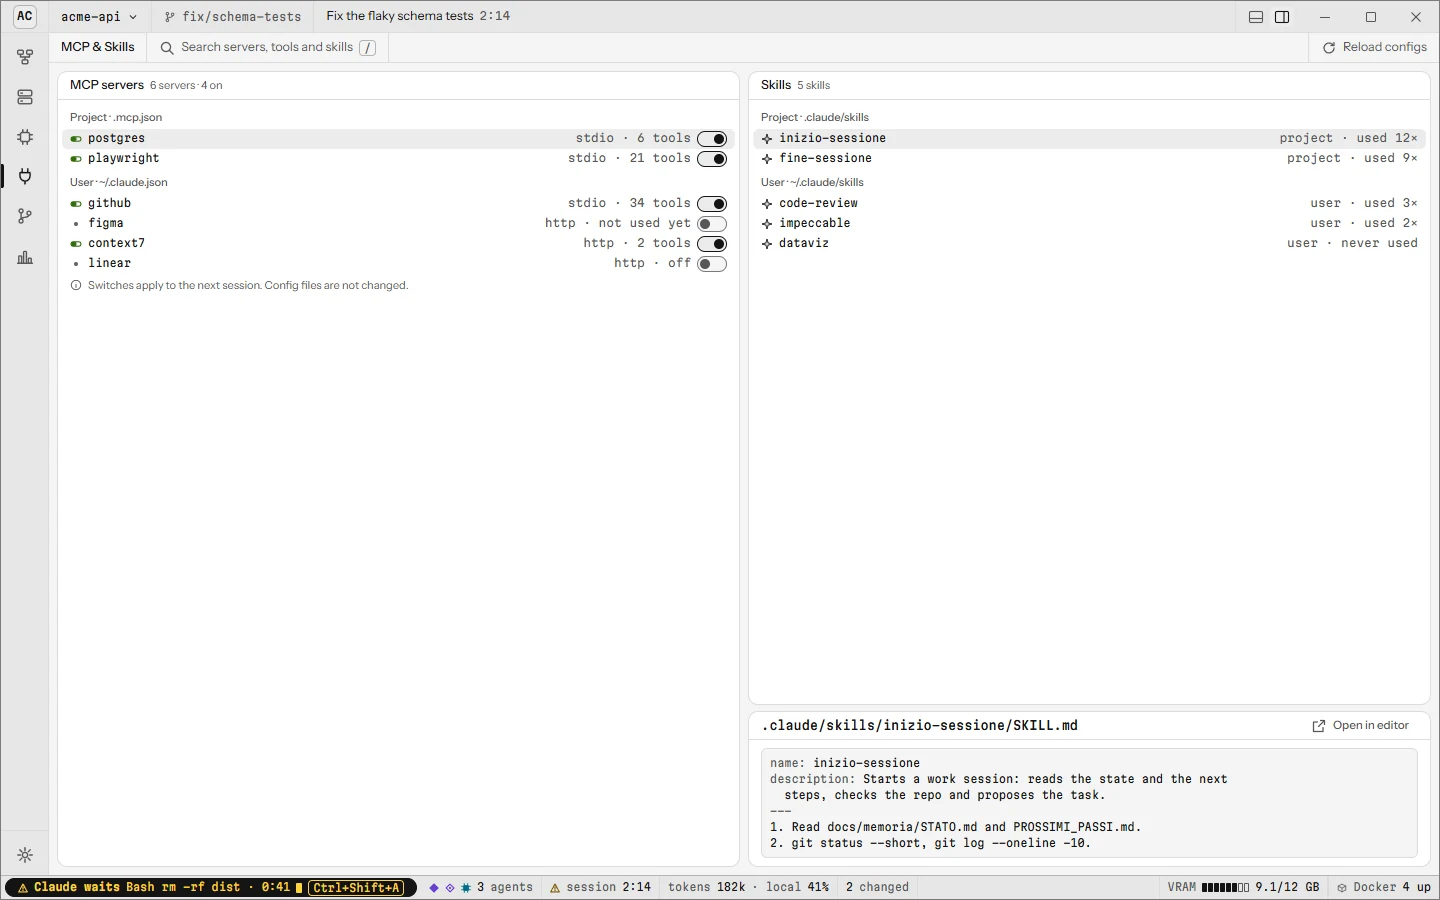 AC acme-api fix/schema-tests Fix the flaky schema tests 2:14
MCP & Skills Search servers, tools and skills / Reload configs
MCP servers 6 servers · 4 on
Project · .mcp.json
postgres stdio · 6 tools
playwright stdio · 21 tools
User · ~/.claude.json
github stdio · 34 tools
figma http · not used yet
context7 http · 2 tools
linear http · off
Switches apply to the next session. Config files are not changed.
Skills 5 skills
Project · .claude/skills
inizio-sessione project · used 12×
fine-sessione project · used 9×
User · ~/.claude/skills
code-review user · used 3×
impeccable user · used 2×
dataviz user · never used
.claude/skills/inizio-sessione/SKILL.md Open in editor
name: inizio-sessione
description: Starts a work session: reads the state and the next
steps, checks the repo and proposes the task.
---
1. Read docs/memoria/STATO.md and PROSSIMI_PASSI.md.
2. git status --short, git log --oneline -10.
Claude waits Bash rm -rf dist · 0:41 Ctrl+Shift+A 3 agents session 2:14 tokens 182k · local 41% 2 changed VRAM 9.1/12 GB Docker 4 up